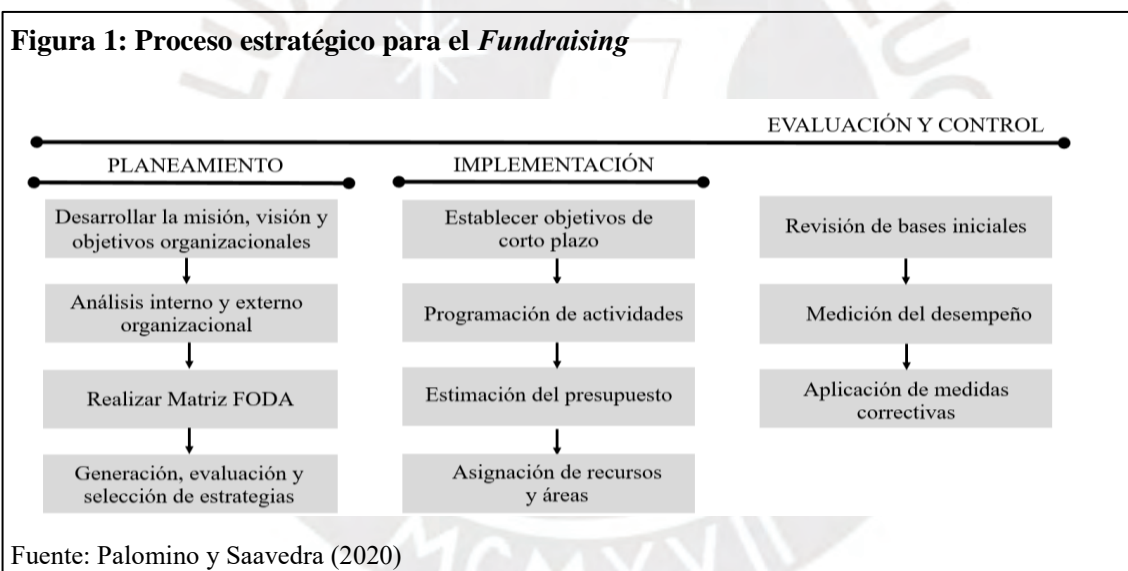 Figura 1: Proceso estratégico para el Fundraising
EVALUACIÓN Y CONTROL
PLANEAMIENTO
Desarrollar la misión, visión y
objetivos organizacionales
Análisis interno y externo
organizacional
Realizar Matriz FODA
Generación, evaluación y
selección de estrategias
IMPLEMENTACIÓN
Establecer objetivos de
corto plazo
Programación de actividades
Estimación del presupuesto
Asignación de recursos
y áreas
Revisión de bases iniciales
Medición del desempeño
Aplicación de medidas
correctivas
MCMXVII
Fuente: Palomino y Saavedra (2020)